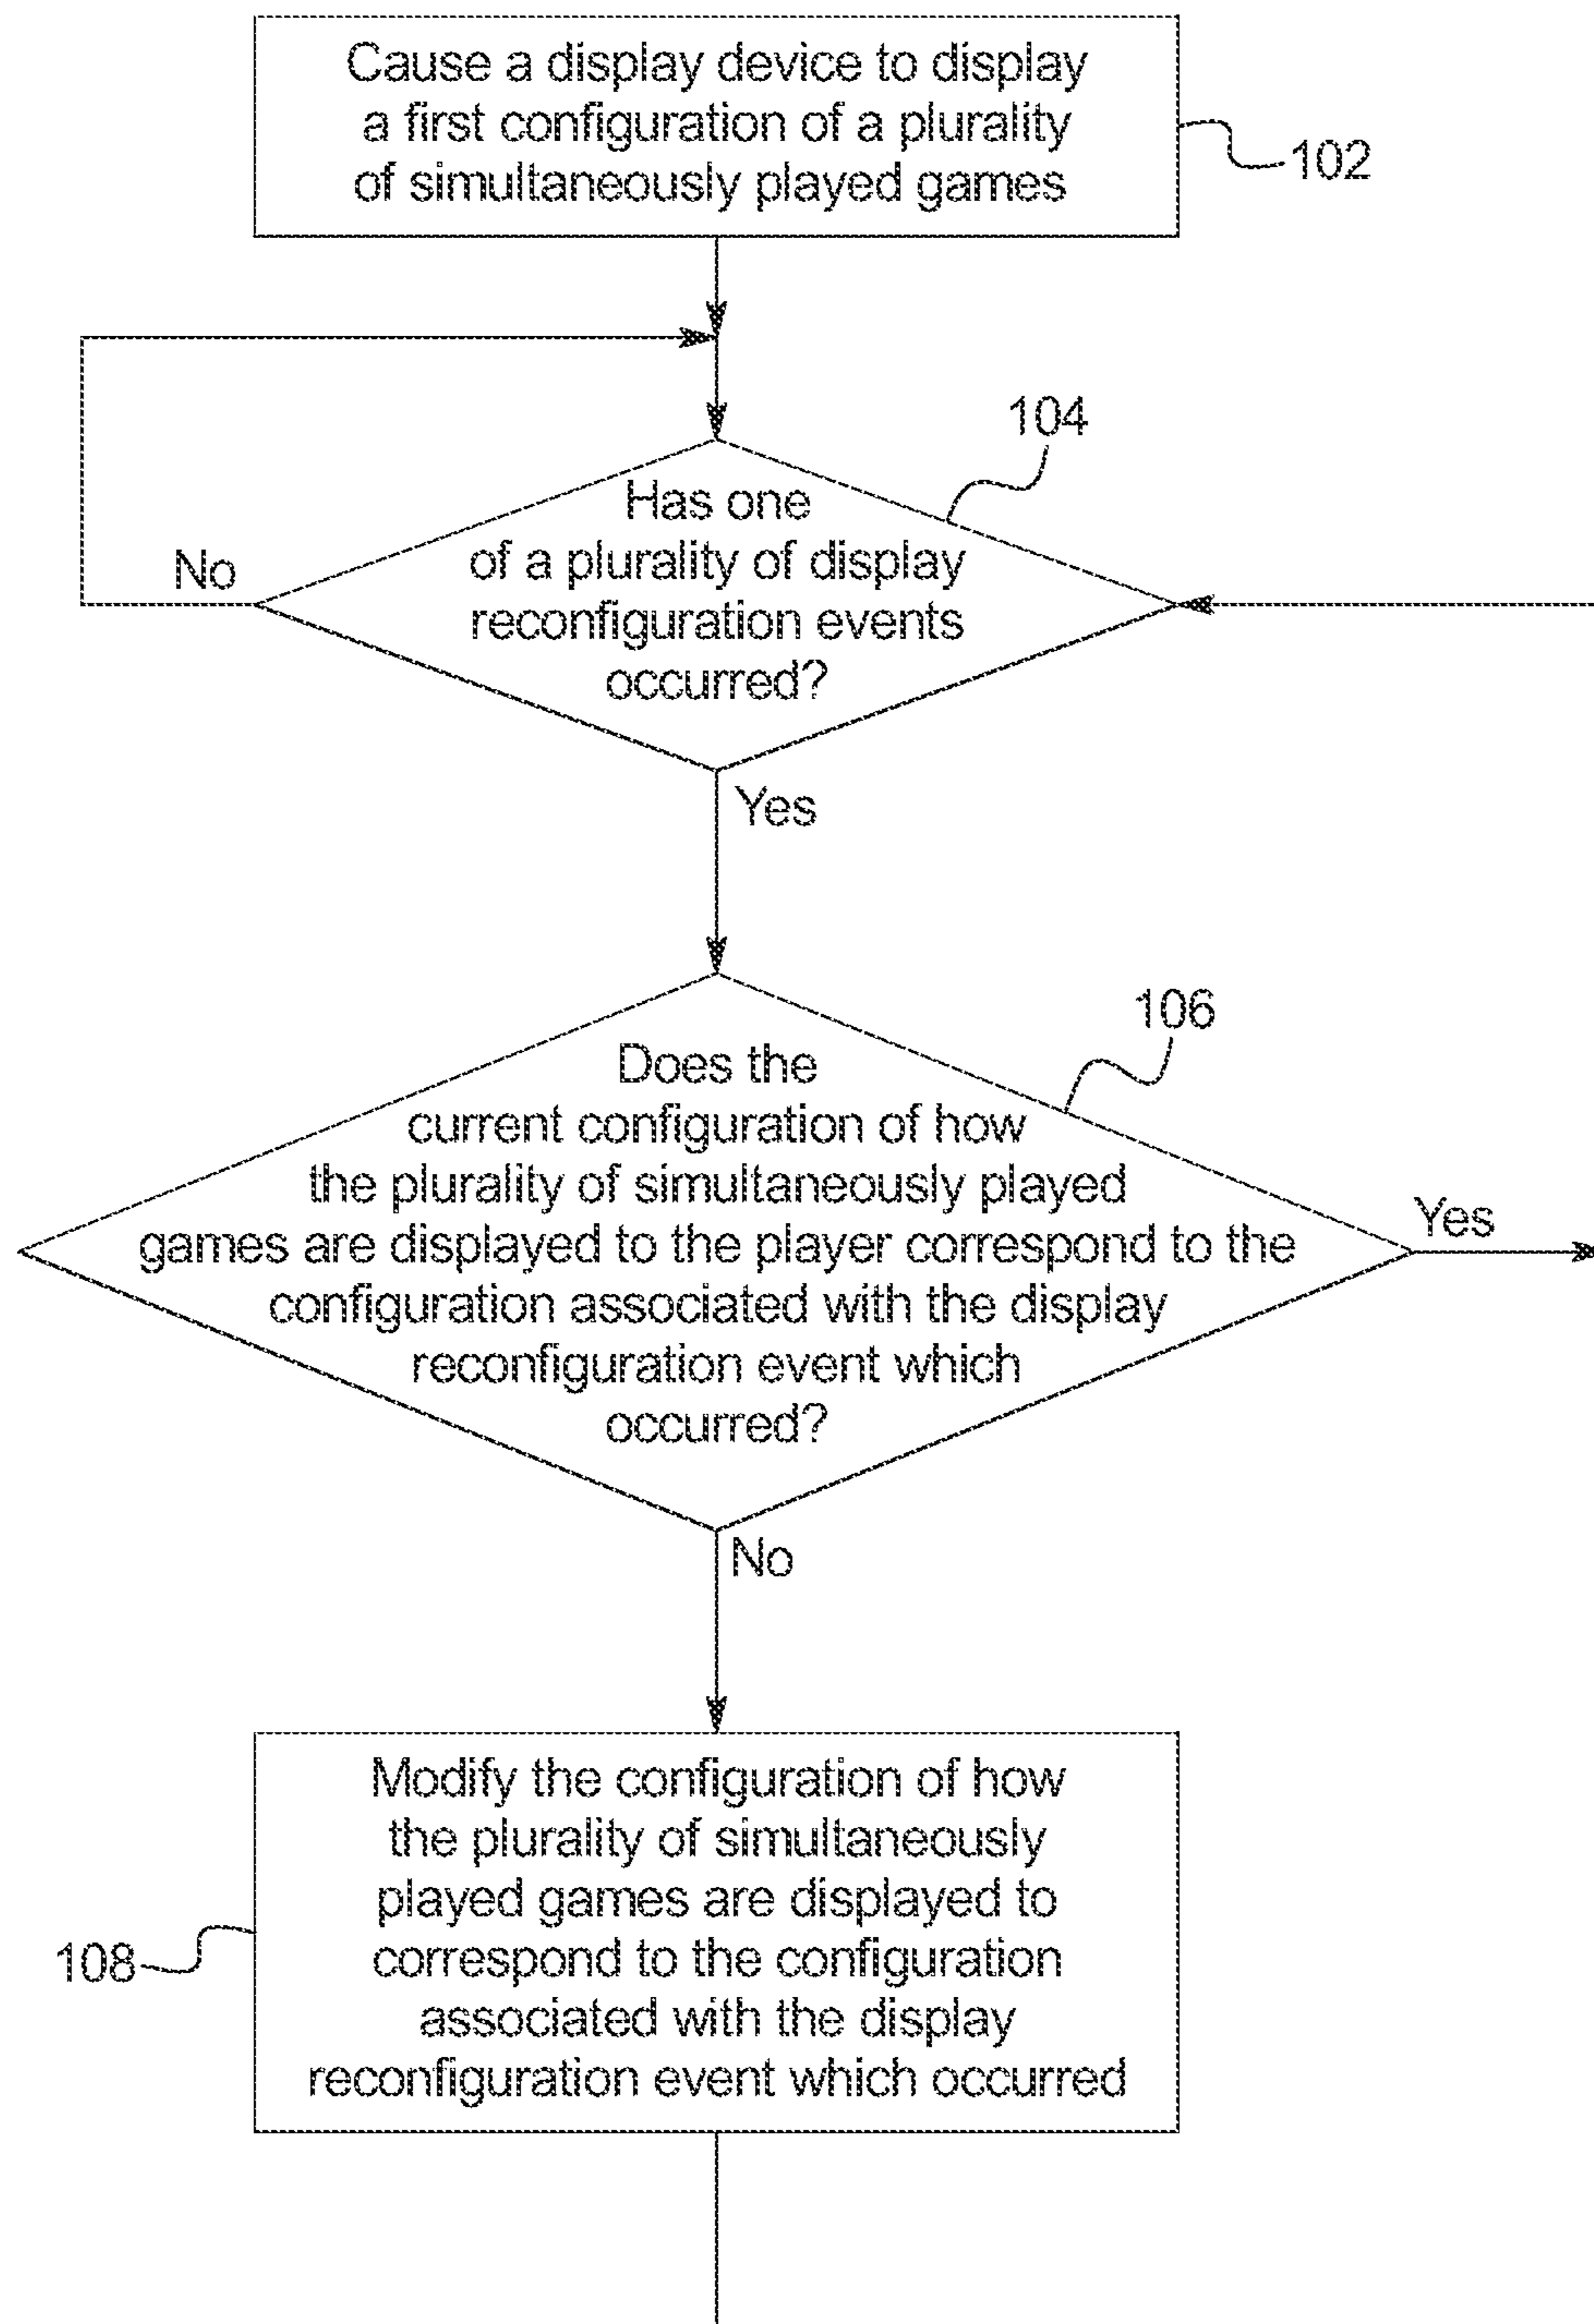 Cause a display device to display
a first configuration of a plurality
of simultaneously played games
102
104
Has one
of a plurality of display
reconfiguration events
occurred?
No
Yes
106
Does the
current configuration of how
the plurality of simultaneously played
games are displayed to the player correspond to the
configuration associated with the display
reconfiguration event which
occurred?
Yes
No
Modify the configuration of how
the plurality of simultaneously
played games are displayed to
correspond to the configuration
associated with the display
reconfiguration event which occurred
108